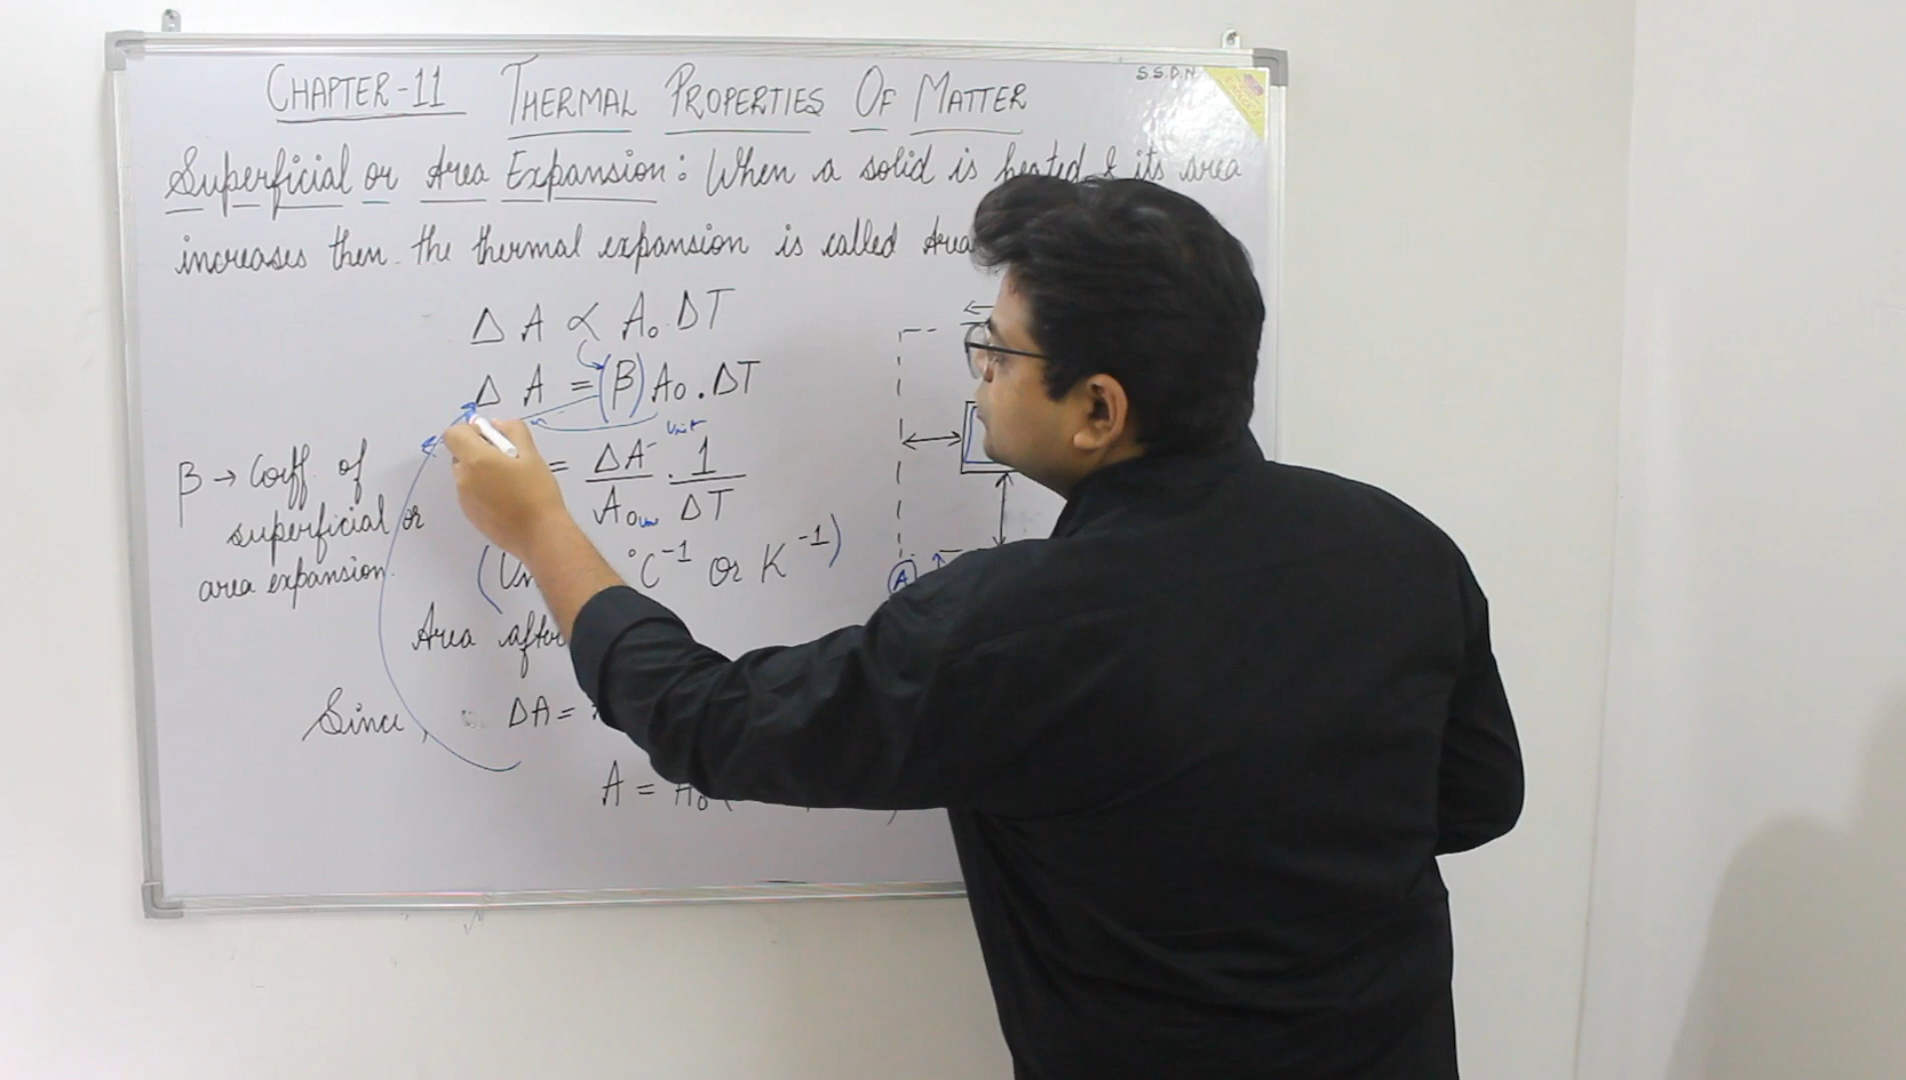 S.S.D.N
CHAPTER-11 THERMAL PROPERTIES OF MATTER
Superficial or Area Expansion: When a solid is heated & its area
increases then the thermal expansion is called Area
Δ A ∝ A₀ ΔT
Δ A = (β) A₀ . ΔT
Unit
= ΔA/A₀ . 1/ΔT
β → Coeff. of
superficial or
area expansion.
°C⁻¹ Or K⁻¹)
A
Area after
Since, ΔA =
A = A₀ (